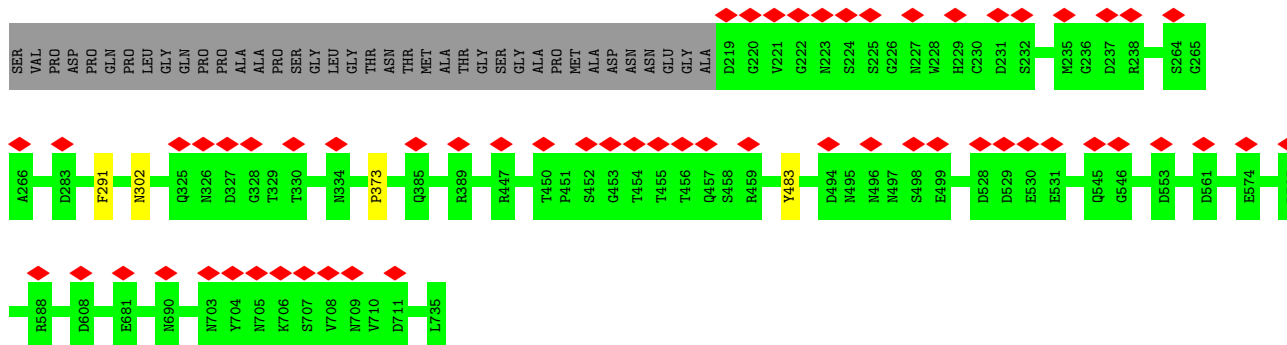 SER VAL PRO ASP PRO GLN PRO LEU GLY GLN PRO PRO ALA ALA PRO SER GLY LEU GLY THR ASN THR MET ALA THR GLY SER GLY ALA PRO MET ALA ASP ASN ASN GLU GLY ALA D219 G220 V221 G222 N223 S224 S225 G226 N227 W228 H229 C230 D231 S232 M235 G236 D237 R238 S264 G265
A266 D283 F291 N302 Q325 N326 D327 G328 T329 T330 N334 P373 Q385 R389 R447 T450 P451 S452 G453 T454 T455 T456 Q457 S458 R459 Y483 D494 N495 N496 N497 S498 E499 D528 D529 E530 E531 Q545 G546 D553 D561 E574
R588 D608 E681 N690 N703 Y704 N705 K706 S707 V708 N709 V710 D711 L735